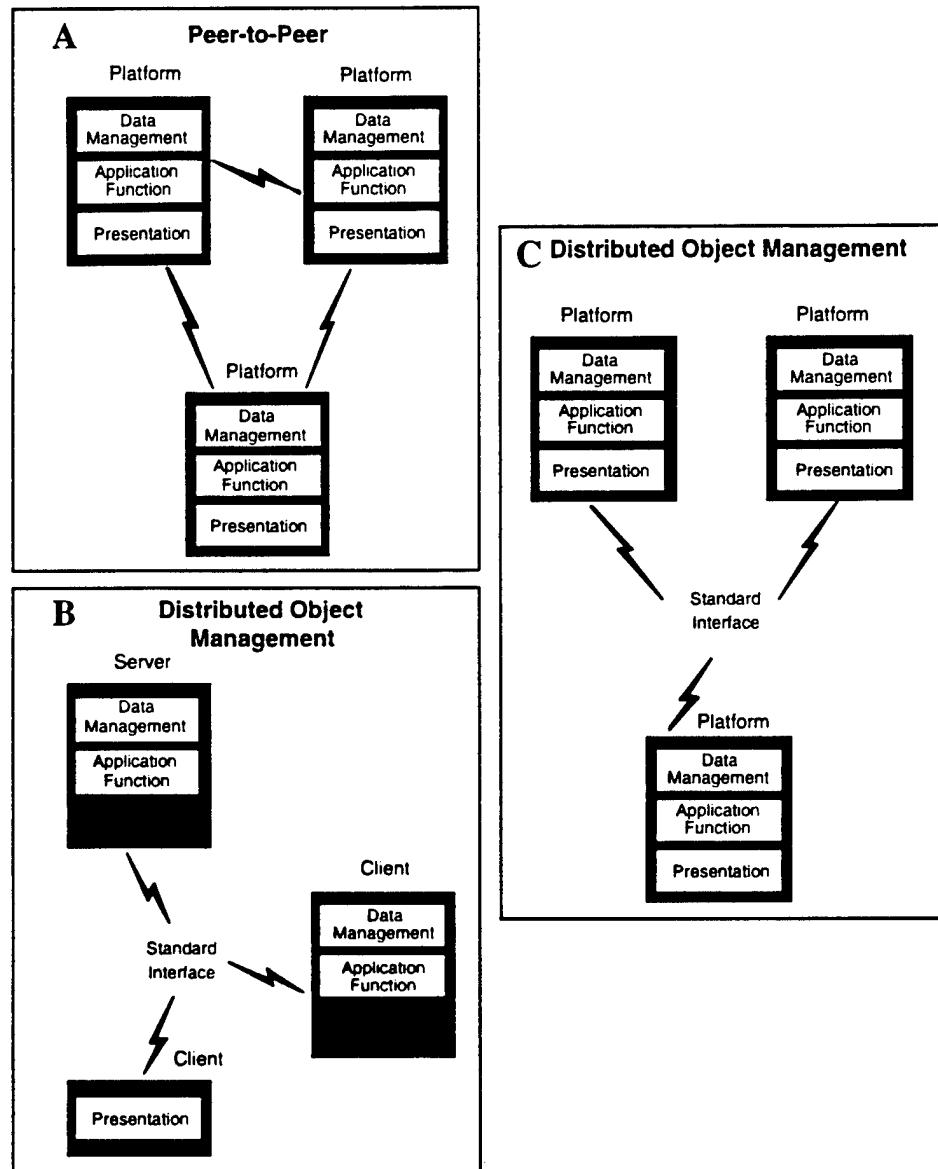 A
Peer-to-Peer
Platform
Platform
Data
Management
Application
Function
Presentation
Data
Management
Application
Function
Presentation
Platform
Data
Management
Application
Function
Presentation
B
Distributed Object
Management
Server
Data
Management
Application
Function
Client
Data
Management
Application
Function
Standard
Interface
Client
Presentation
C
Distributed Object Management
Platform
Platform
Data
Management
Application
Function
Presentation
Data
Management
Application
Function
Presentation
Standard
Interface
Platform
Data
Management
Application
Function
Presentation